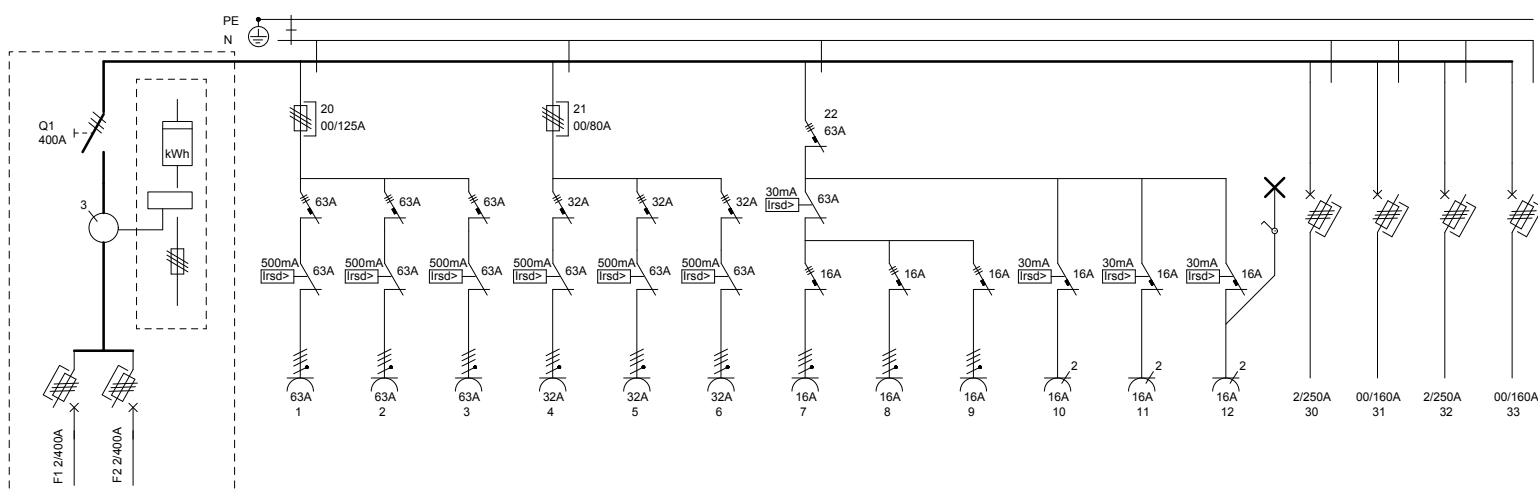 PE
N
Q1
400A
kWh
3
F1 2/400A
F2 2/400A
20
00/125A
21
00/80A
22
63A
63A
63A
63A
32A
32A
32A
30mA
Irsd>
63A
500mA
Irsd>
63A
500mA
Irsd>
63A
500mA
Irsd>
63A
500mA
Irsd>
63A
500mA
Irsd>
63A
500mA
Irsd>
63A
16A
16A
16A
30mA
Irsd>
16A
30mA
Irsd>
16A
30mA
Irsd>
16A
2
2
2
63A
1
63A
2
63A
3
32A
4
32A
5
32A
6
16A
7
16A
8
16A
9
16A
10
16A
11
16A
12
2/250A
30
00/160A
31
2/250A
32
00/160A
33